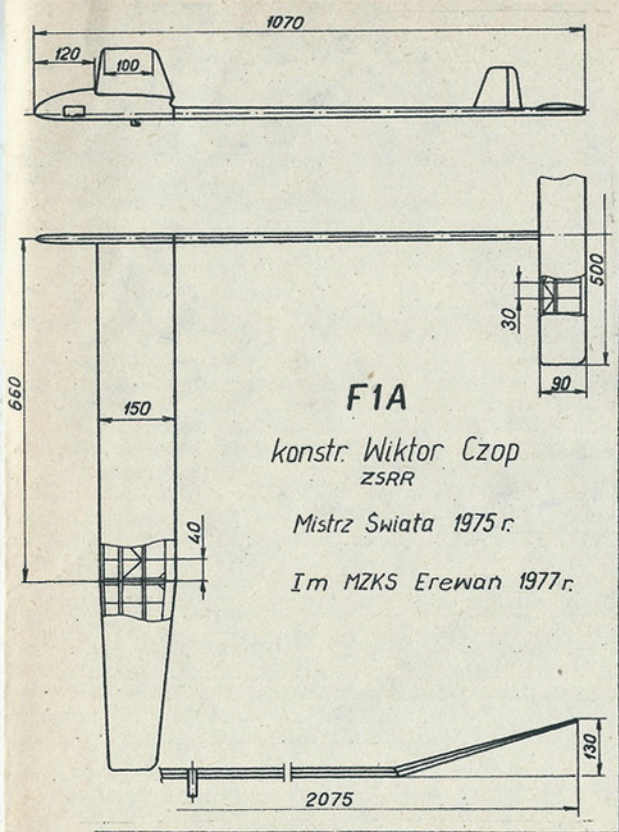 1070
120
100
500
30
90
660
150
40
F1A
konstr. Wiktor Czop
ZSRR
Mistrz Świata 1975 r.
Im MZKS Erewań 1977r.
130
2075